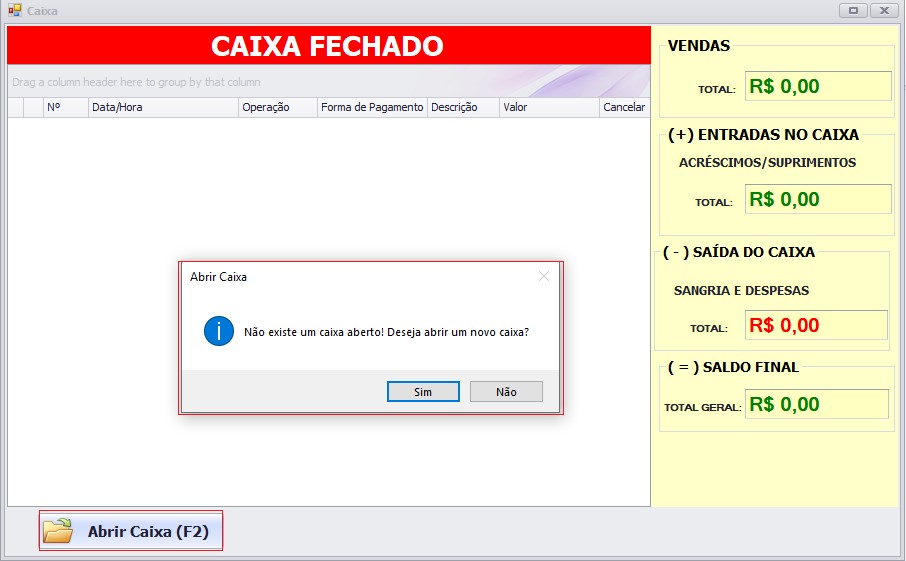 Caixa
CAIXA FECHADO
Drag a column header here to group by that column
Nº Data/Hora Operação Forma de Pagamento Descrição Valor Cancelar
Abrir Caixa
Não existe um caixa aberto! Deseja abrir um novo caixa?
Sim Não
Abrir Caixa (F2)
VENDAS
TOTAL: R$ 0,00
(+) ENTRADAS NO CAIXA
ACRÉSCIMOS/SUPRIMENTOS
TOTAL: R$ 0,00
( - ) SAÍDA DO CAIXA
SANGRIA E DESPESAS
TOTAL: R$ 0,00
( = ) SALDO FINAL
TOTAL GERAL: R$ 0,00